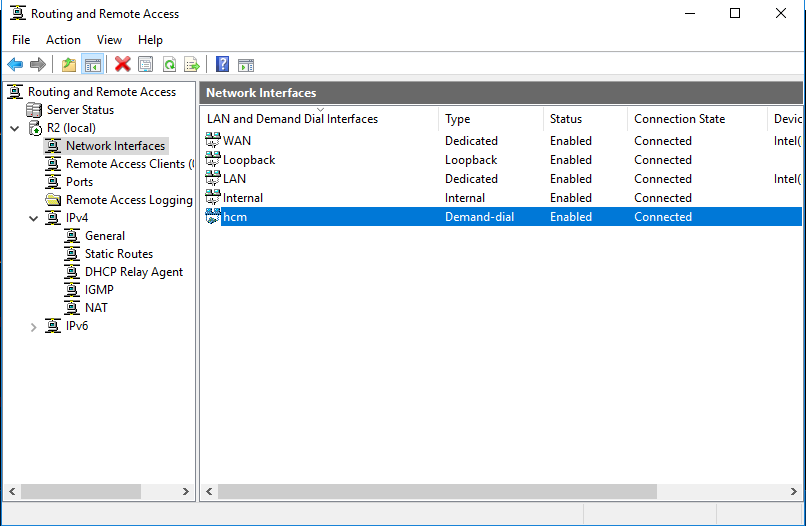 Routing and Remote Access
File Action View Help
Routing and Remote Access
Server Status
R2 (local)
Network Interfaces
Remote Access Clients (
Ports
Remote Access Logging
IPv4
General
Static Routes
DHCP Relay Agent
IGMP
NAT
IPv6
Network Interfaces
LAN and Demand Dial Interfaces Type Status Connection State Devic
WAN Dedicated Enabled Connected Intel(
Loopback Loopback Enabled Connected
LAN Dedicated Enabled Connected Intel(
Internal Internal Enabled Connected
hcm Demand-dial Enabled Connected